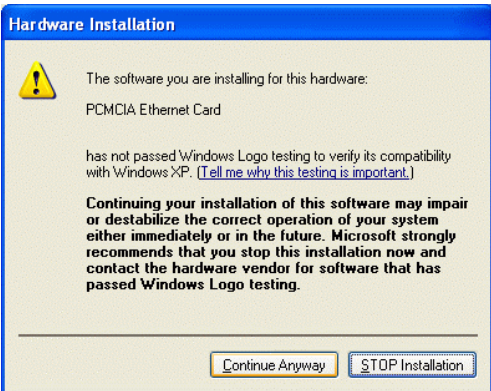 Hardware Installation
The software you are installing for this hardware:
PCMCIA Ethernet Card
has not passed Windows Logo testing to verify its compatibility
with Windows XP. (Tell me why this testing is important.)
Continuing your installation of this software may impair
or destabilize the correct operation of your system
either immediately or in the future. Microsoft strongly
recommends that you stop this installation now and
contact the hardware vendor for software that has
passed Windows Logo testing.
Continue Anyway
STOP Installation